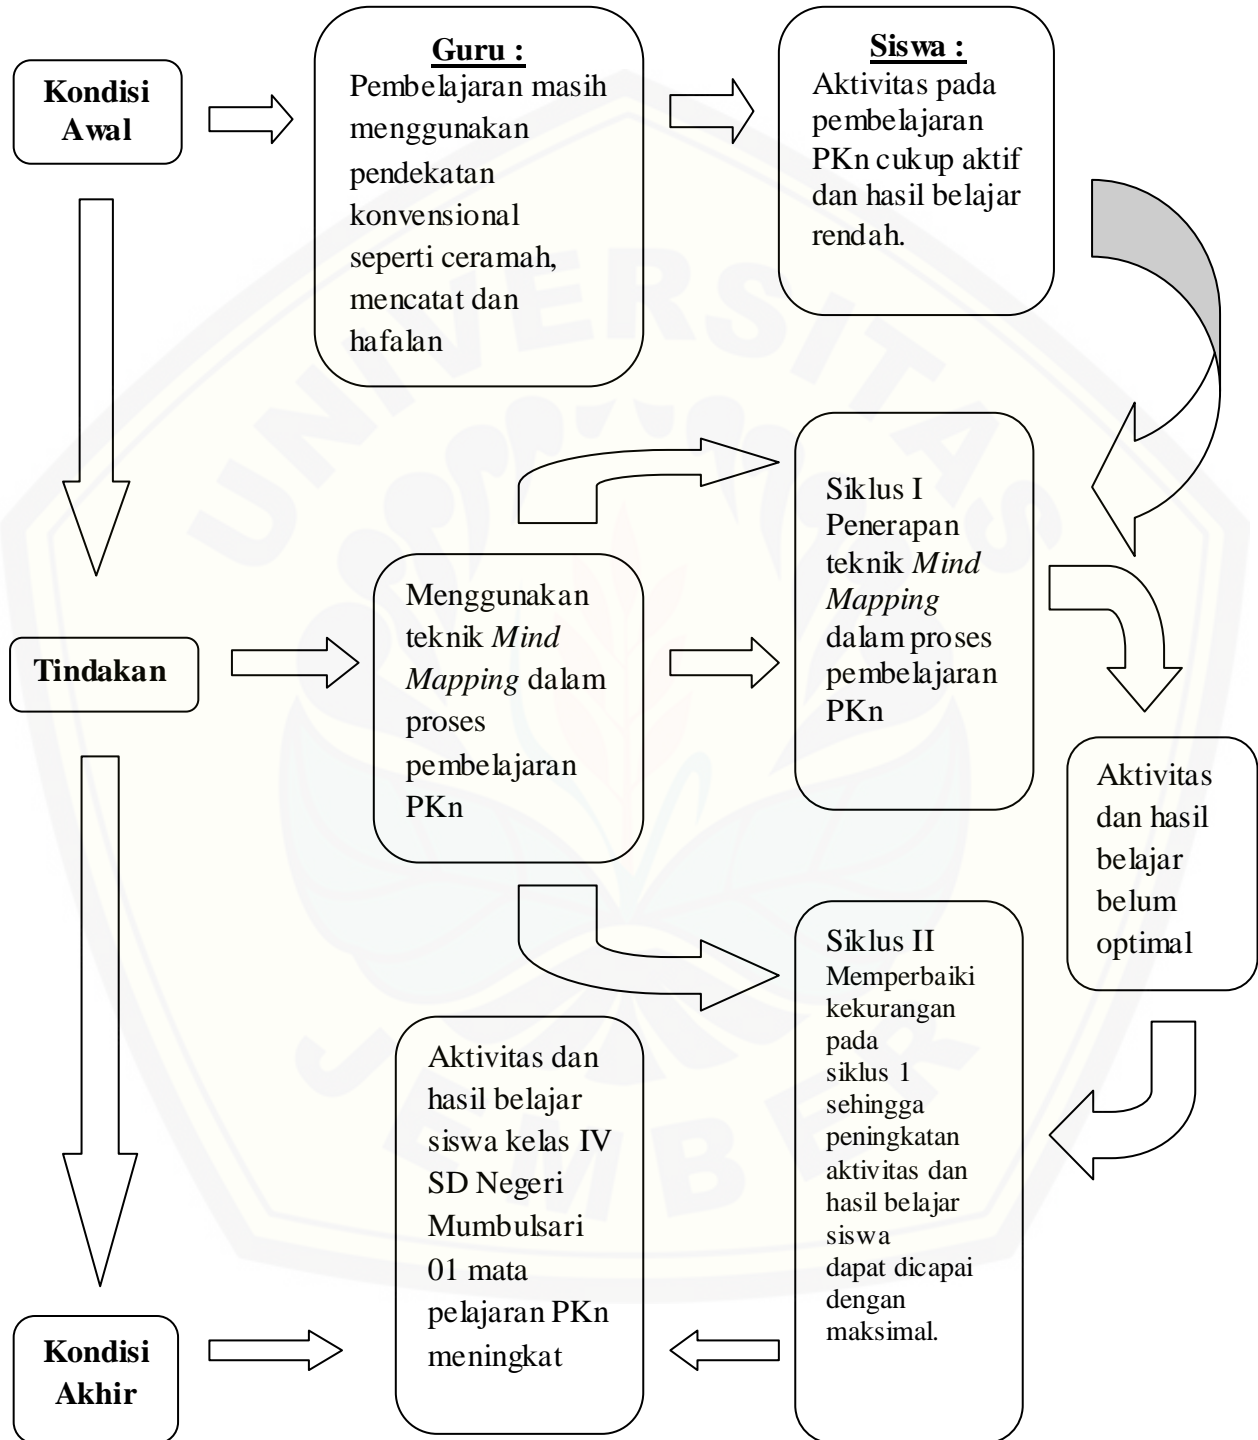 Kondisi
Awal
Guru :
Pembelajaran masih
menggunakan
pendekatan
konvensional
seperti ceramah,
mencatat dan
hafalan
Siswa :
Aktivitas pada
pembelajaran
PKn cukup aktif
dan hasil belajar
rendah.
Tindakan
Menggunakan
teknik Mind
Mapping dalam
proses
pembelajaran
PKn
Siklus I
Penerapan
teknik Mind
Mapping
dalam proses
pembelajaran
PKn
Aktivitas
dan hasil
belajar
belum
optimal
Siklus II
Memperbaiki
kekurangan
pada
siklus 1
sehingga
peningkatan
aktivitas dan
hasil belajar
siswa
dapat dicapai
dengan
maksimal.
Kondisi
Akhir
Aktivitas dan
hasil belajar
siswa kelas IV
SD Negeri
Mumbulsari
01 mata
pelajaran PKn
meningkat
UNIVERSITAS
JEMBER